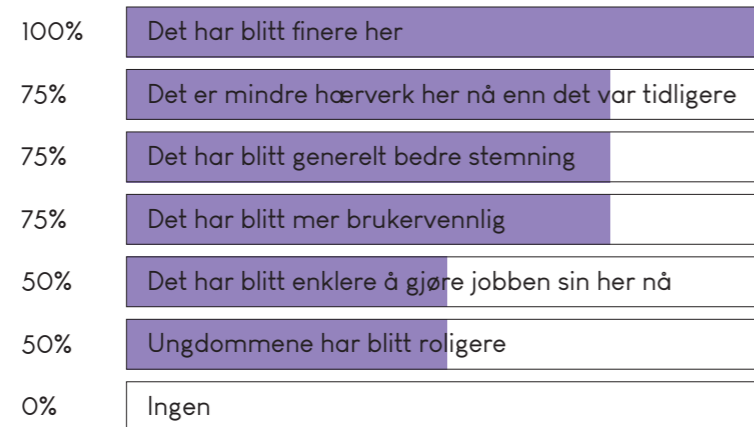 100% Det har blitt finere her
75% Det er mindre hærverk her nå enn det var tidligere
75% Det har blitt generelt bedre stemning
75% Det har blitt mer brukervennlig
50% Det har blitt enklere å gjøre jobben sin her nå
50% Ungdommene har blitt roligere
0% Ingen